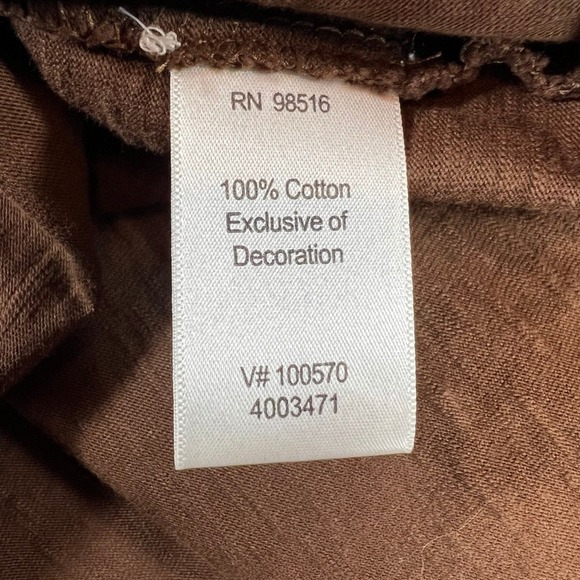 RN 98516
100% Cotton
Exclusive of
Decoration
V# 100570
4003471